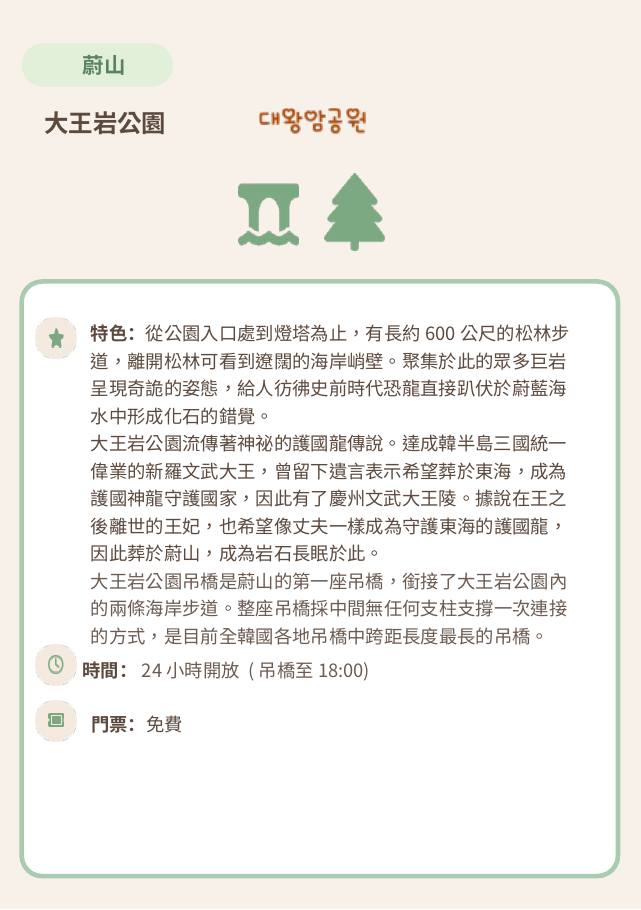 蔚山
大王岩公園
대왕암공원
特色：從公園入口處到燈塔為止，有長約 600 公尺的松林步
道，離開松林可看到遼闊的海岸峭壁。聚集於此的眾多巨岩
呈現奇詭的姿態，給人彷彿史前時代恐龍直接趴伏於蔚藍海
水中形成化石的錯覺。
大王岩公園流傳著神祕的護國龍傳說。達成韓半島三國統一
偉業的新羅文武大王，曾留下遺言表示希望葬於東海，成為
護國神龍守護國家，因此有了慶州文武大王陵。據說在王之
後離世的王妃，也希望像丈夫一樣成為守護東海的護國龍，
因此葬於蔚山，成為岩石長眠於此。
大王岩公園吊橋是蔚山的第一座吊橋，銜接了大王岩公園內
的兩條海岸步道。整座吊橋採中間無任何支柱支撐一次連接
的方式，是目前全韓國各地吊橋中跨距長度最長的吊橋。
時間： 24 小時開放（ 吊橋至 18:00)
門票：免費